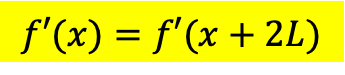 f′(x) = f′(x + 2L)